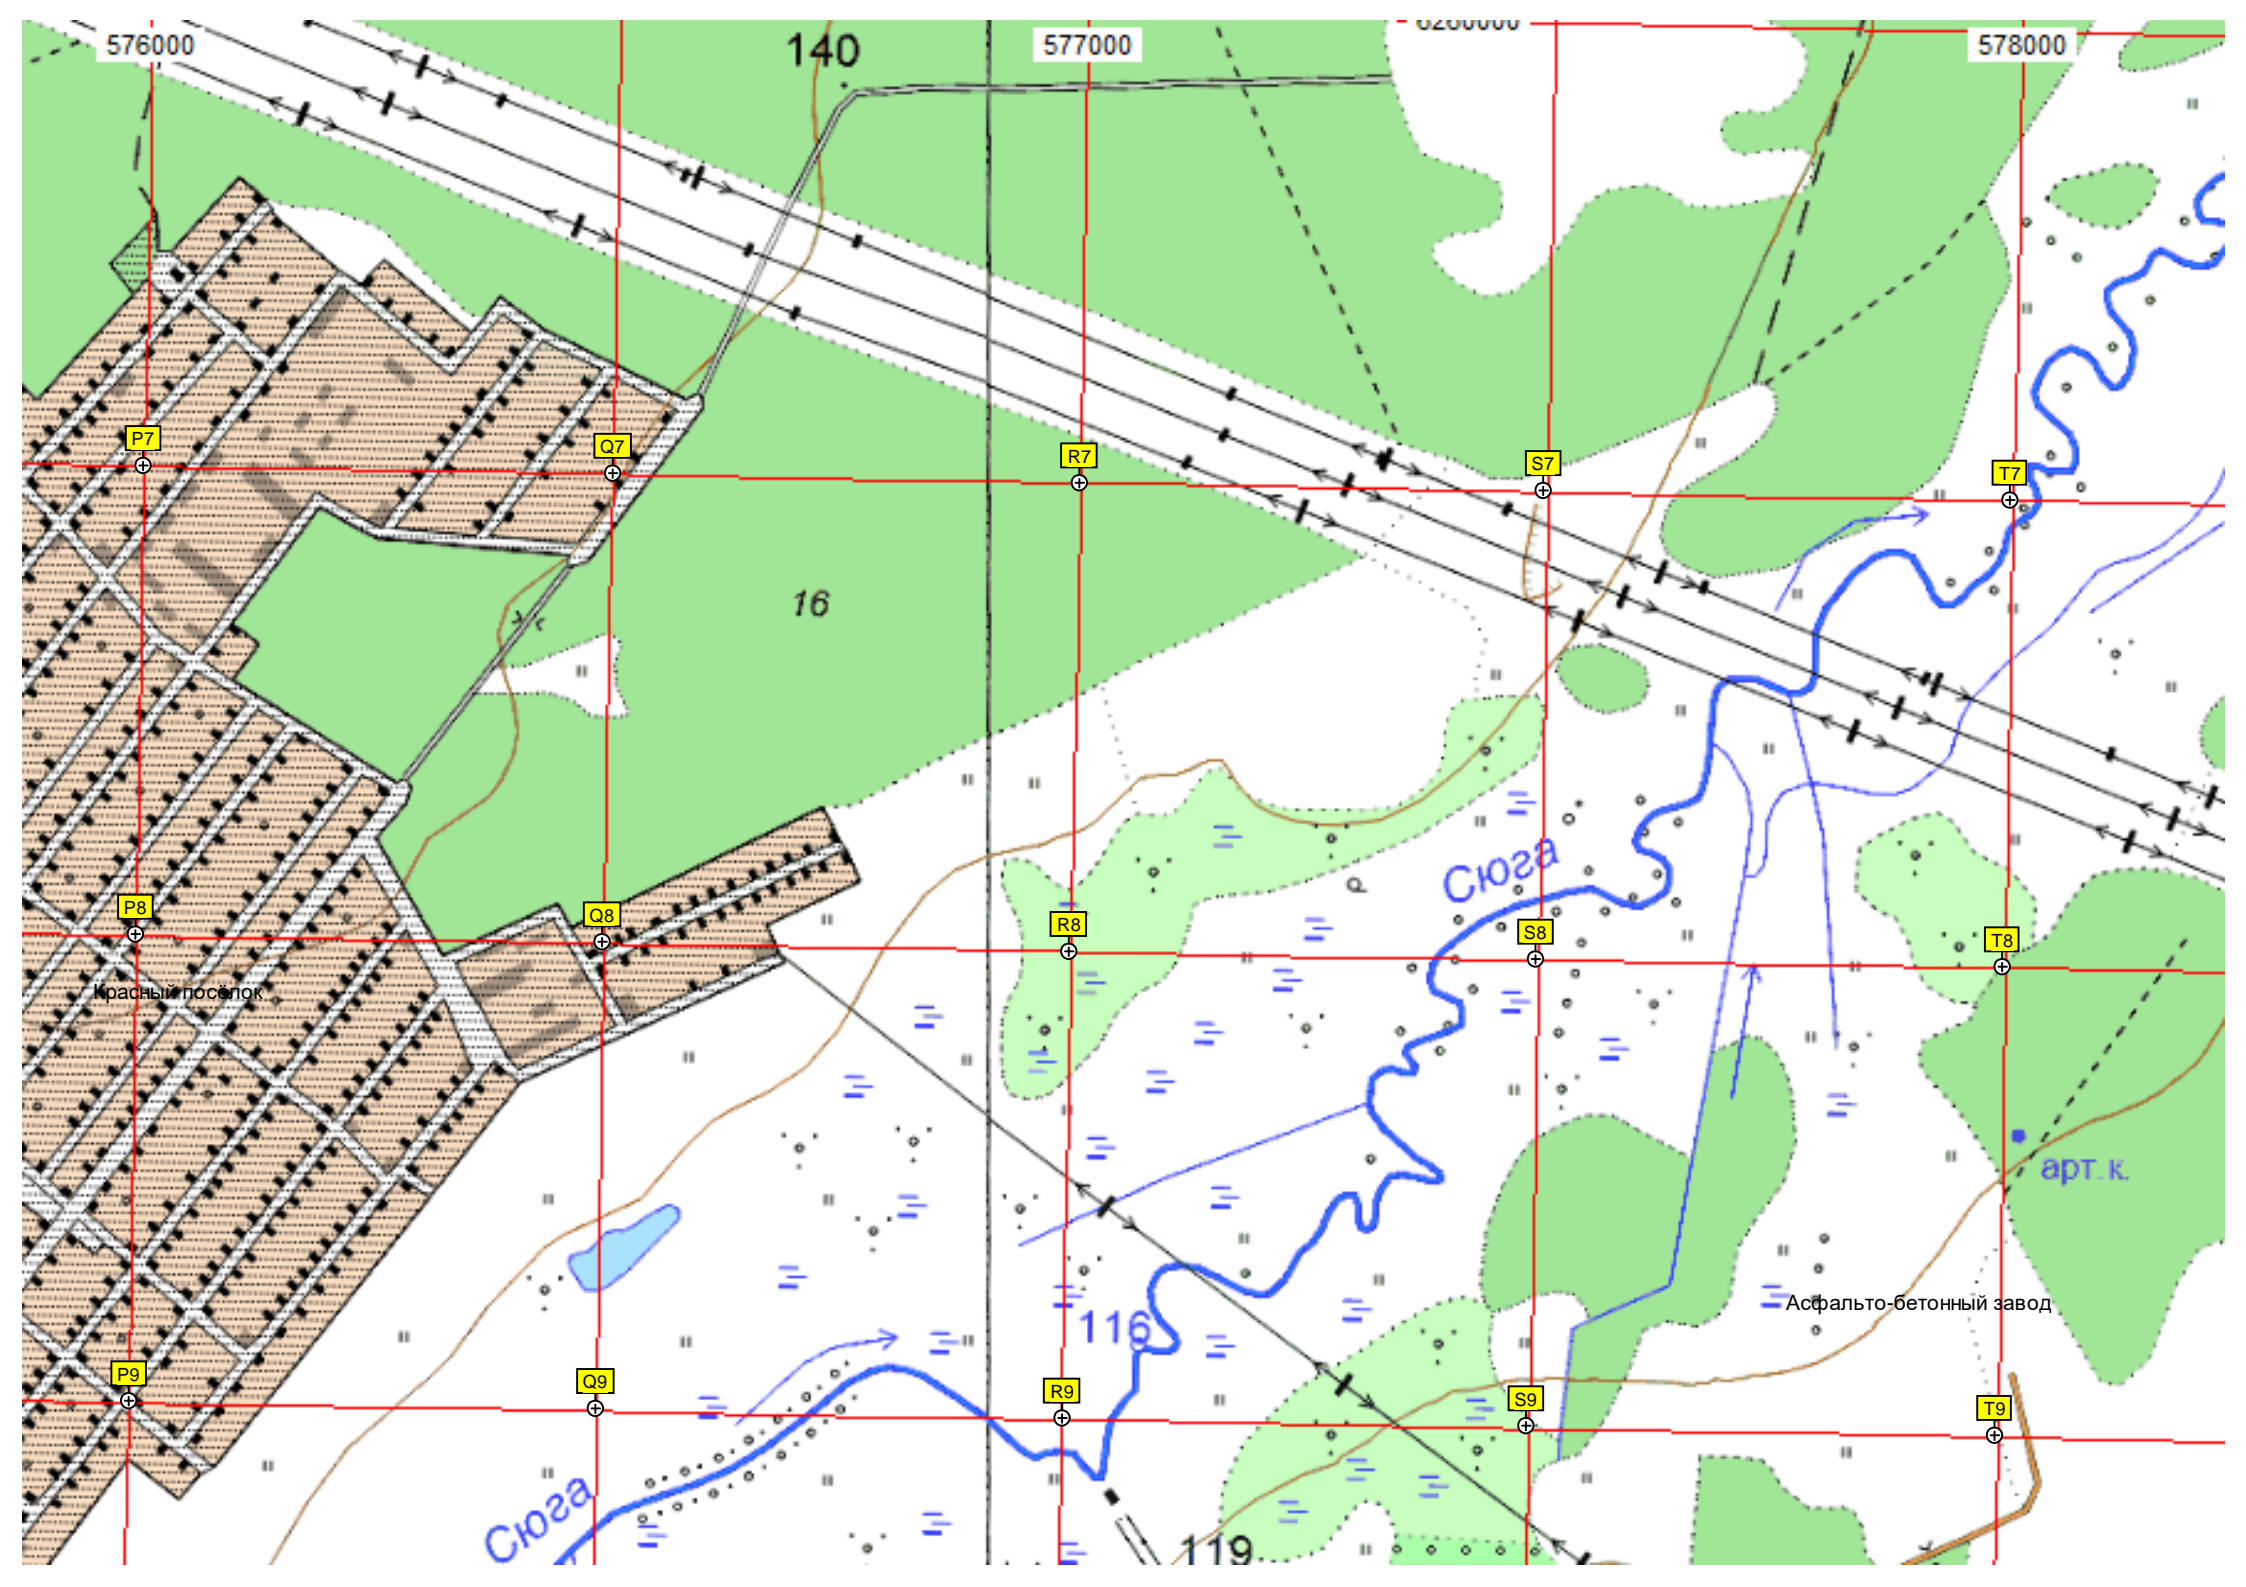 6260000
576000
140
577000
578000
P7
Q7
R7
S7
T7
16
Сюга
P8
Q8
R8
S8
T8
Красный посёлок
арт.к.
Асфальто-бетонный завод
116
P9
Q9
R9
S9
T9
Сюга
119